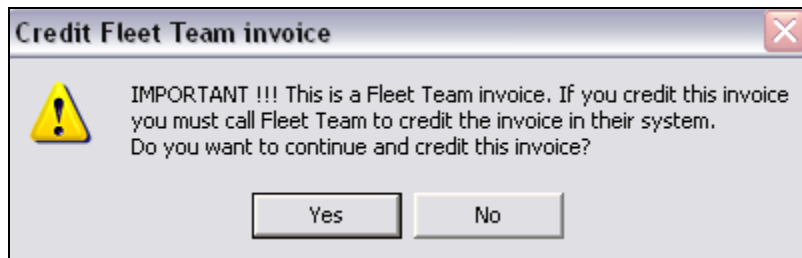 Credit Fleet Team invoice
IMPORTANT !!! This is a Fleet Team invoice. If you credit this invoice
you must call Fleet Team to credit the invoice in their system.
Do you want to continue and credit this invoice?
Yes
No